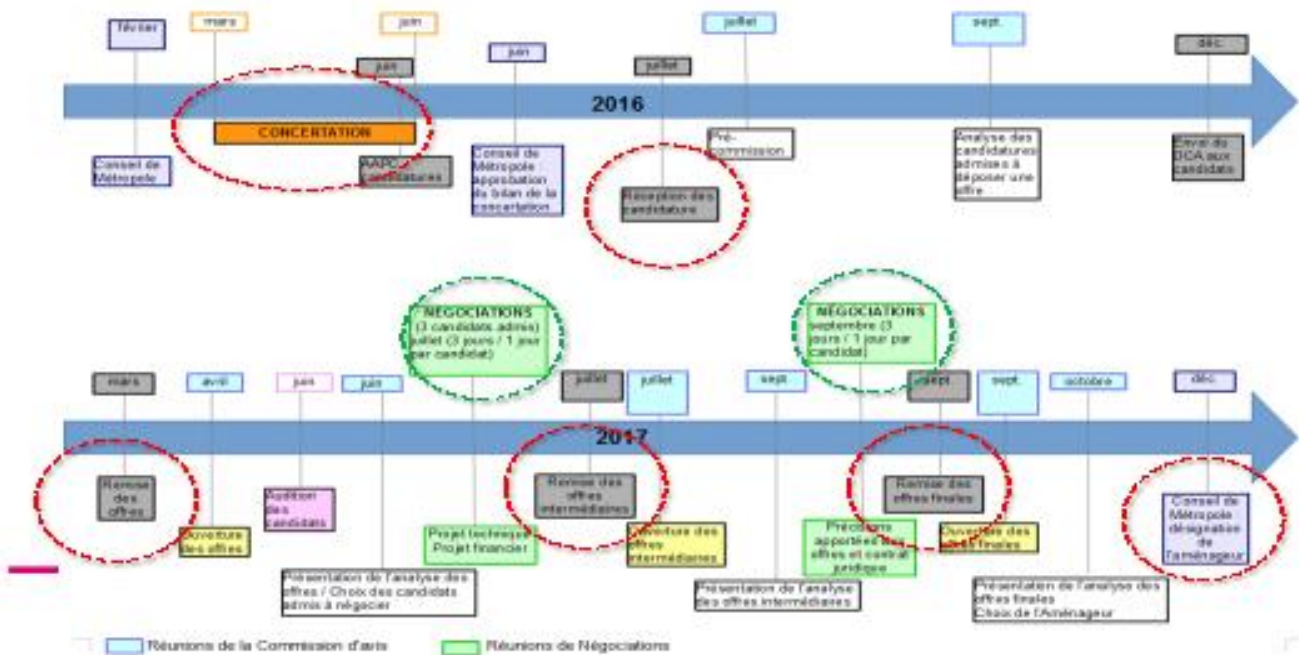 février
mars
juin
juin
juin
juillet
juillet
sept.
déc.
2016
CONCERTATION
Conseil de
Métropole
AAPC
candidatures
Conseil de
Métropole
approbation
du bilan de la
concertation
Réception des
candidature
Pré-
commission
Analyse des
candidatures
admises à
déposer une
offre
Envoi du
DCA aux
candidats
NÉGOCIATIONS
(3 candidats admis)
juillet (3 jours / 1 jour
par candidat)
NÉGOCIATIONS
septembre (3
jours / 1 jour par
candidat)
mars
avril
juin
juin
juillet
juillet
sept
sept.
sept.
octobre
déc.
2017
Remise
des
offres
Ouverture
des offres
Audition
des
candidats
Présentation de l'analyse des
offres / Choix des candidats
admis à négocier
Projet technique
Projet financier
Remise des
offres
intermédiaires
Ouverture des
offres
intermédiaires
Présentation de l'analyse
des offres intermédiaires
Précisions
apportées aux
offres et contrat
juridique
Remise des
offres finales
Ouverture des
offres finales
Présentation de l'analyse des
offres finales
Choix de l'Aménageur
Conseil de
Métropole
désignation
de
l'aménageur
Réunions de la Commission d'avis
Réunions de Négociations